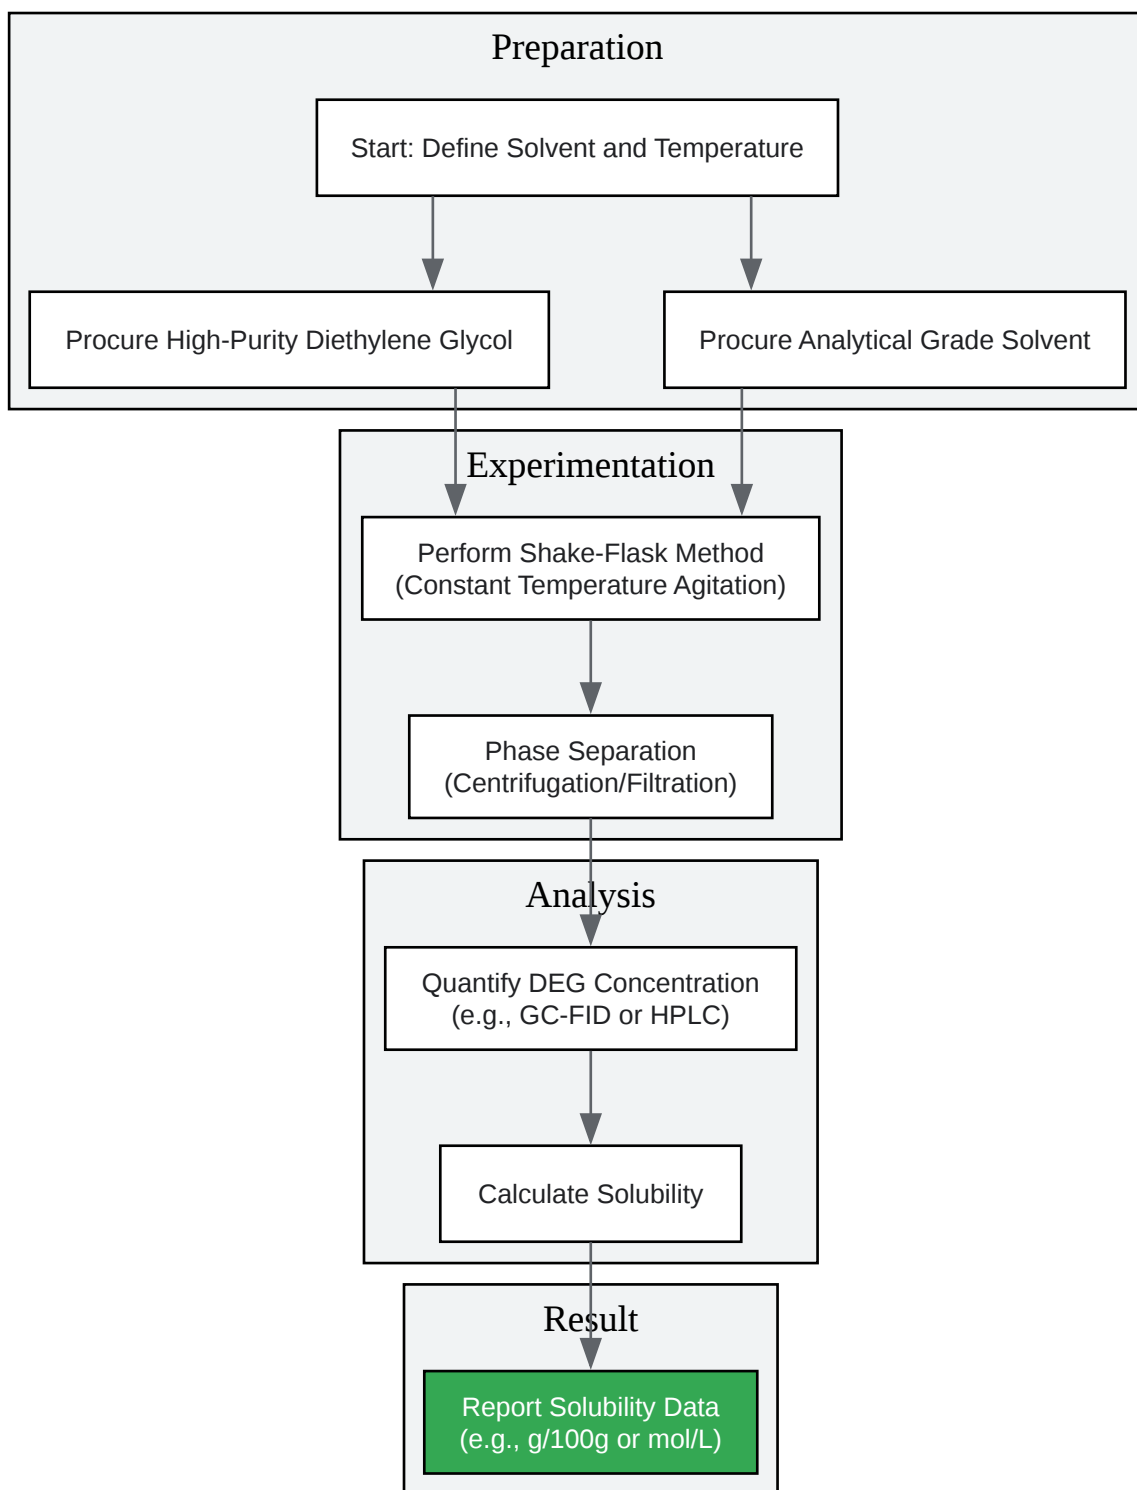 Preparation
Start: Define Solvent and Temperature
Procure High-Purity Diethylene Glycol
Procure Analytical Grade Solvent
Experimentation
Perform Shake-Flask Method
(Constant Temperature Agitation)
Phase Separation
(Centrifugation/Filtration)
Analysis
Quantify DEG Concentration
(e.g., GC-FID or HPLC)
Calculate Solubility
Result
Report Solubility Data
(e.g., g/100g or mol/L)